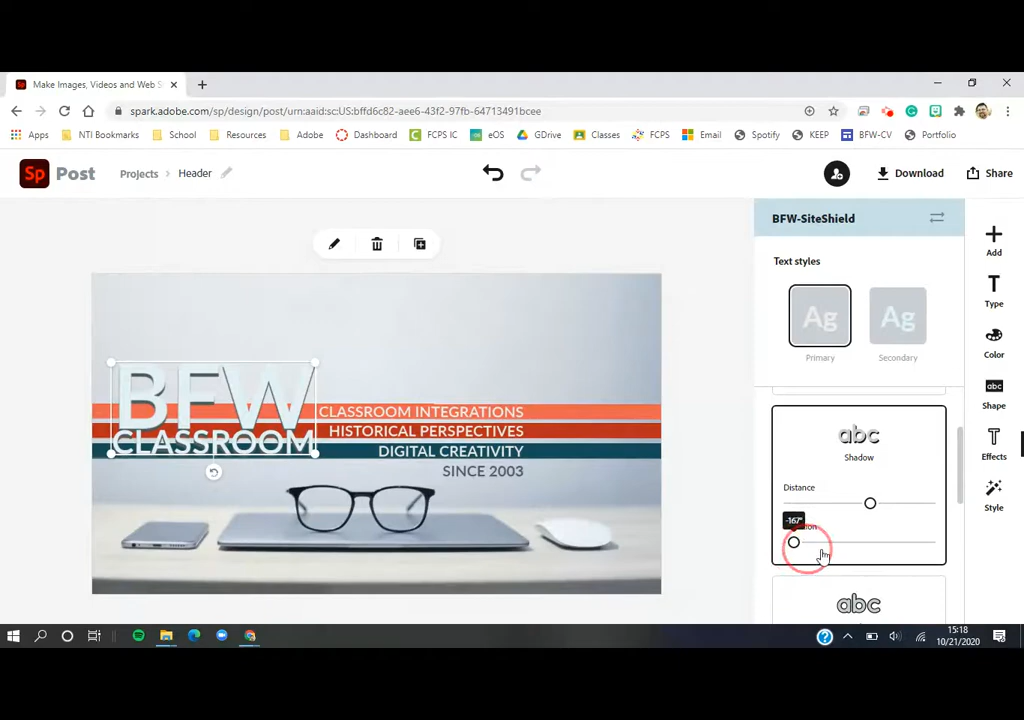 Make Images, Videos and Web S
spark.adobe.com/sp/design/post/urn:aaid:sc:US:bffd6c82-aee6-43f2-97fb-64713491bcee
Apps NTI Bookmarks School Resources Adobe Dashboard FCPS IC eOS GDrive Classes FCPS Email Spotify KEEP BFW-CV Portfolio
Sp Post Projects Header Download Share
BFW-SiteShield
Text styles
Ag Ag
Primary Secondary
Add
Type
Color
abc
Shape
Effects
Style
BFW
CLASSROOM
CLASSROOM INTEGRATIONS
HISTORICAL PERSPECTIVES
DIGITAL CREATIVITY
SINCE 2003
abc
Shadow
Distance
-167°
abc
15:18
10/21/2020